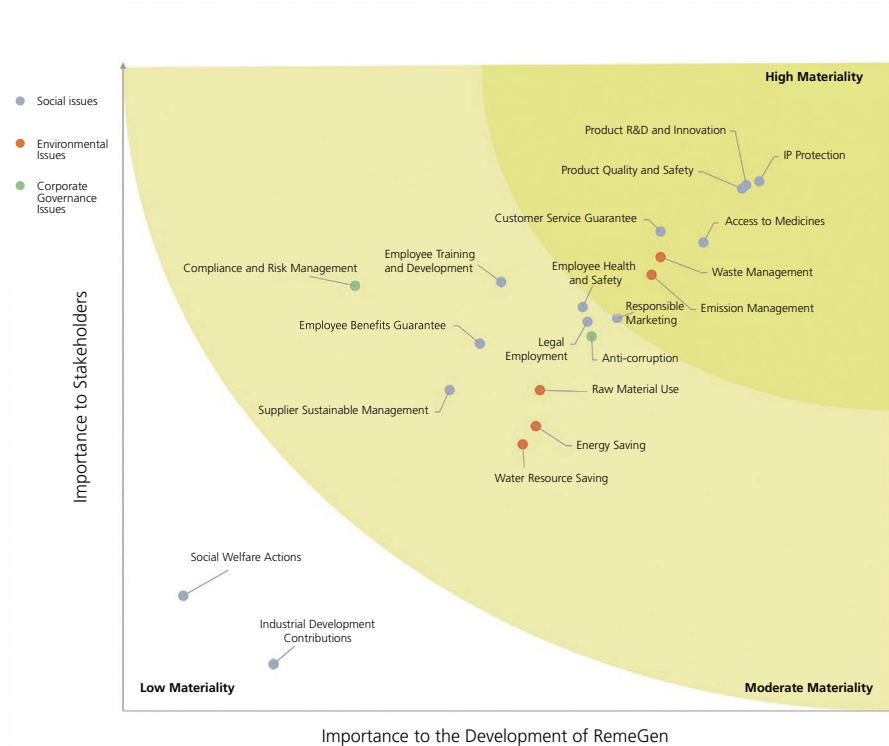 High Materiality
Social issues
Environmental
Issues
Corporate
Governance
Issues
Product R&D and Innovation
IP Protection
Product Quality and Safety
Customer Service Guarantee
Access to Medicines
Employee Training
and Development
Compliance and Risk Management
Employee Health
and Safety
Waste Management
Responsible
Marketing
Emission Management
Employee Benefits Guarantee
Legal
Employment
Anti-corruption
Raw Material Use
Supplier Sustainable Management
Energy Saving
Water Resource Saving
Importance to Stakeholders
Social Welfare Actions
Industrial Development
Contributions
Low Materiality
Moderate Materiality
Importance to the Development of RemeGen